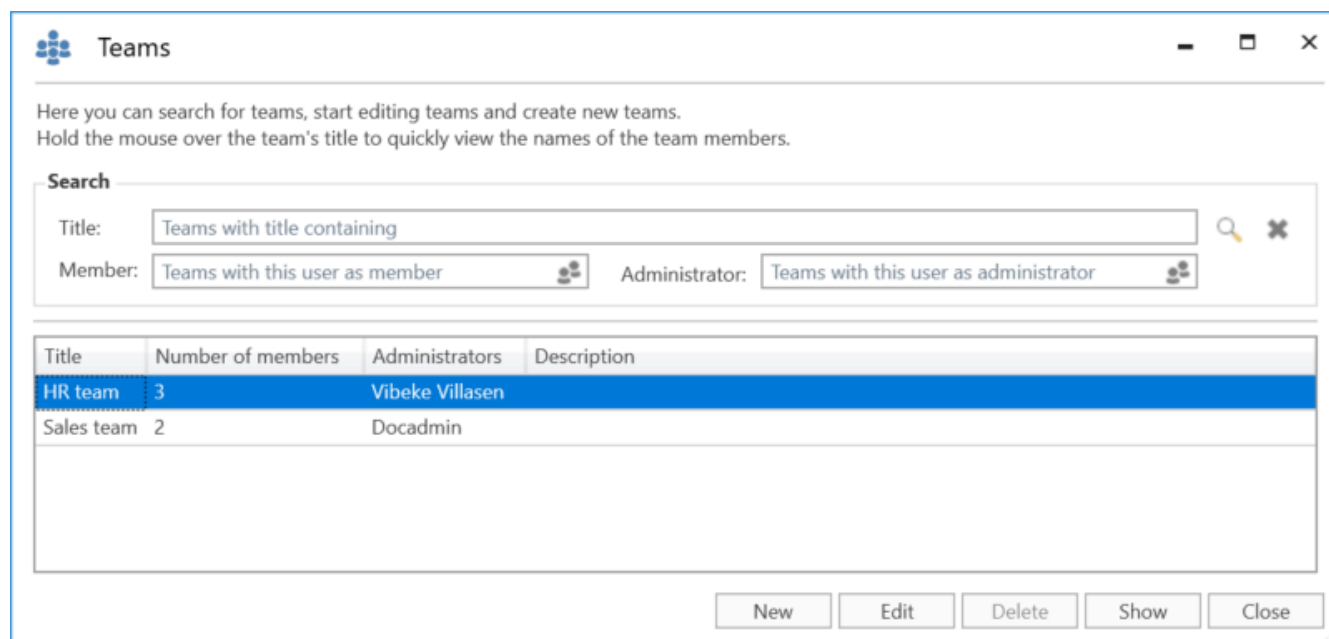 Teams
Here you can search for teams, start editing teams and create new teams.
Hold the mouse over the team's title to quickly view the names of the team members.
Search
Title: Teams with title containing
Member: Teams with this user as member Administrator: Teams with this user as administrator
Title Number of members Administrators Description
HR team 3 Vibeke Villasen
Sales team 2 Docadmin
New Edit Delete Show Close